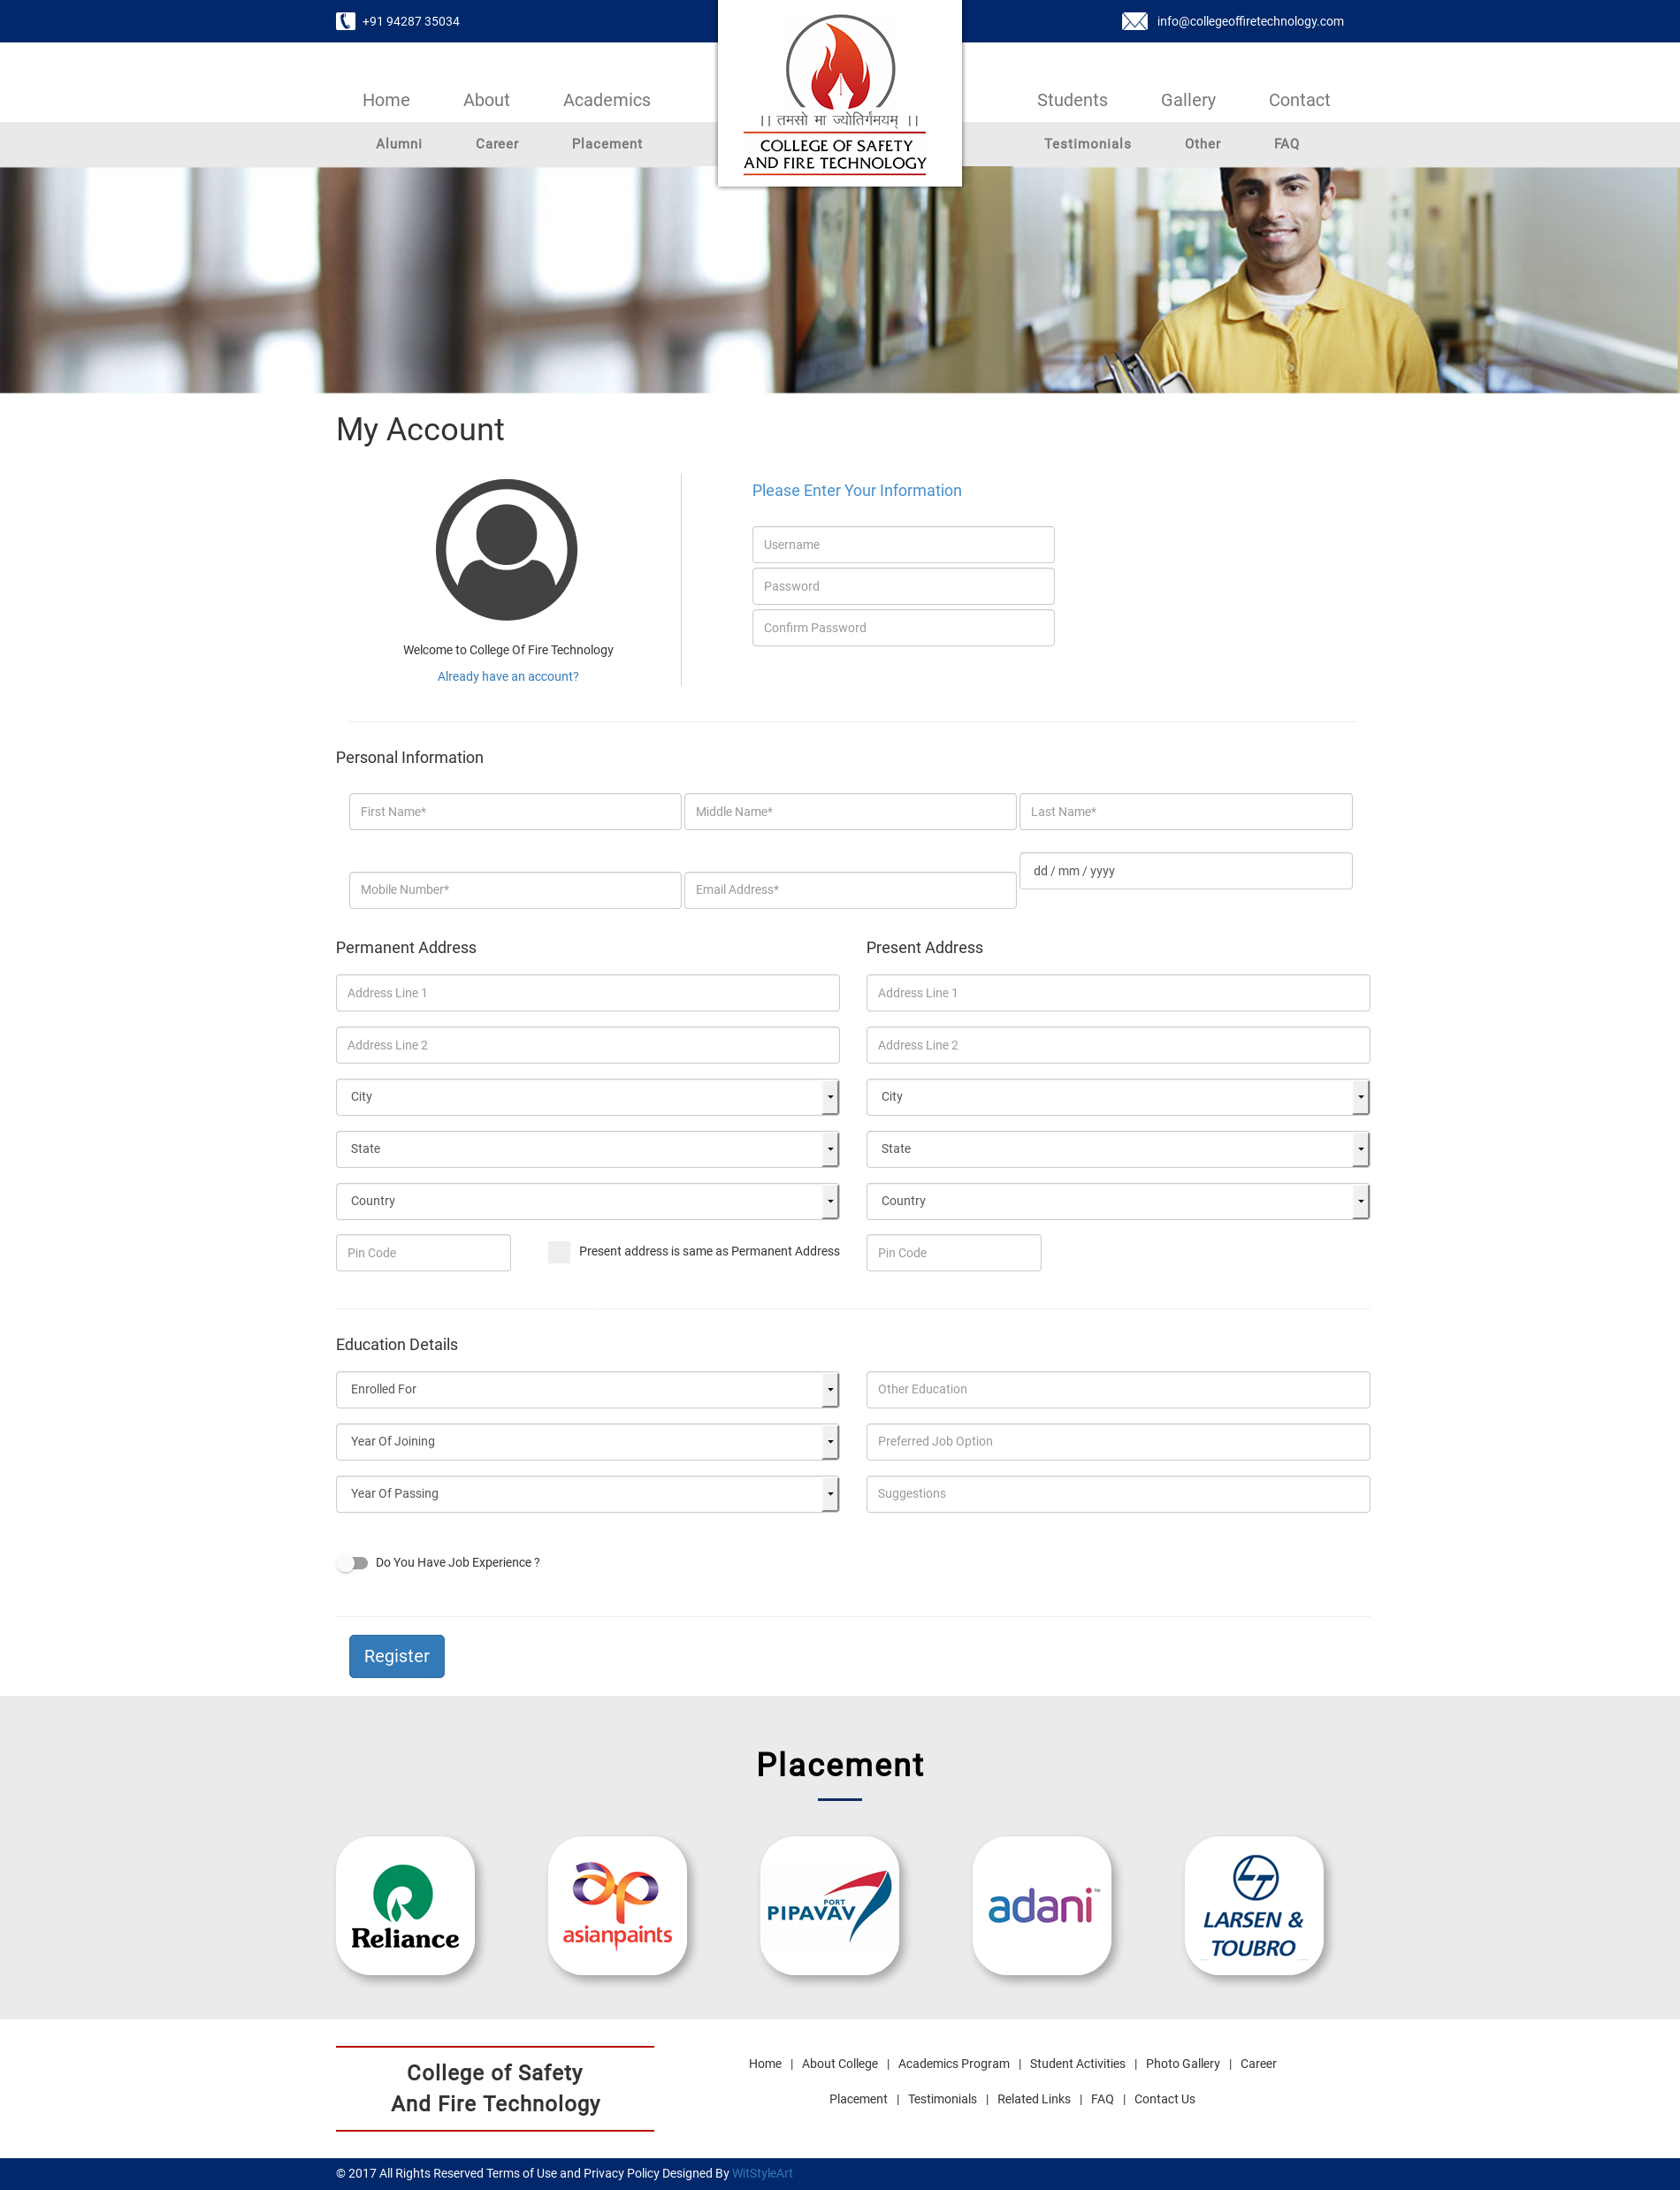 +91 94287 35034
info@collegeoffiretechnology.com
Home About Academics
Students Gallery Contact
Alumni Career Placement
Testimonials Other FAQ
।। तमसो मा ज्योतिर्गमयम् ।।
COLLEGE OF SAFETY
AND FIRE TECHNOLOGY
My Account
Please Enter Your Information
Username
Password
Confirm Password
Welcome to College Of Fire Technology
Already have an account?
Personal Information
First Name* Middle Name* Last Name*
Mobile Number* Email Address* dd / mm / yyyy
Permanent Address
Address Line 1
Address Line 2
City
State
Country
Pin Code
Present address is same as Permanent Address
Present Address
Address Line 1
Address Line 2
City
State
Country
Pin Code
Education Details
Enrolled For
Year Of Joining
Year Of Passing
Other Education
Preferred Job Option
Suggestions
Do You Have Job Experience ?
Register
Placement
Reliance
ap
asianpaints
PORT
PIPAVAV
adani™
LT
LARSEN &
TOUBRO
College of Safety
And Fire Technology
Home | About College | Academics Program | Student Activities | Photo Gallery | Career
Placement | Testimonials | Related Links | FAQ | Contact Us
© 2017 All Rights Reserved Terms of Use and Privacy Policy Designed By WitStyleArt